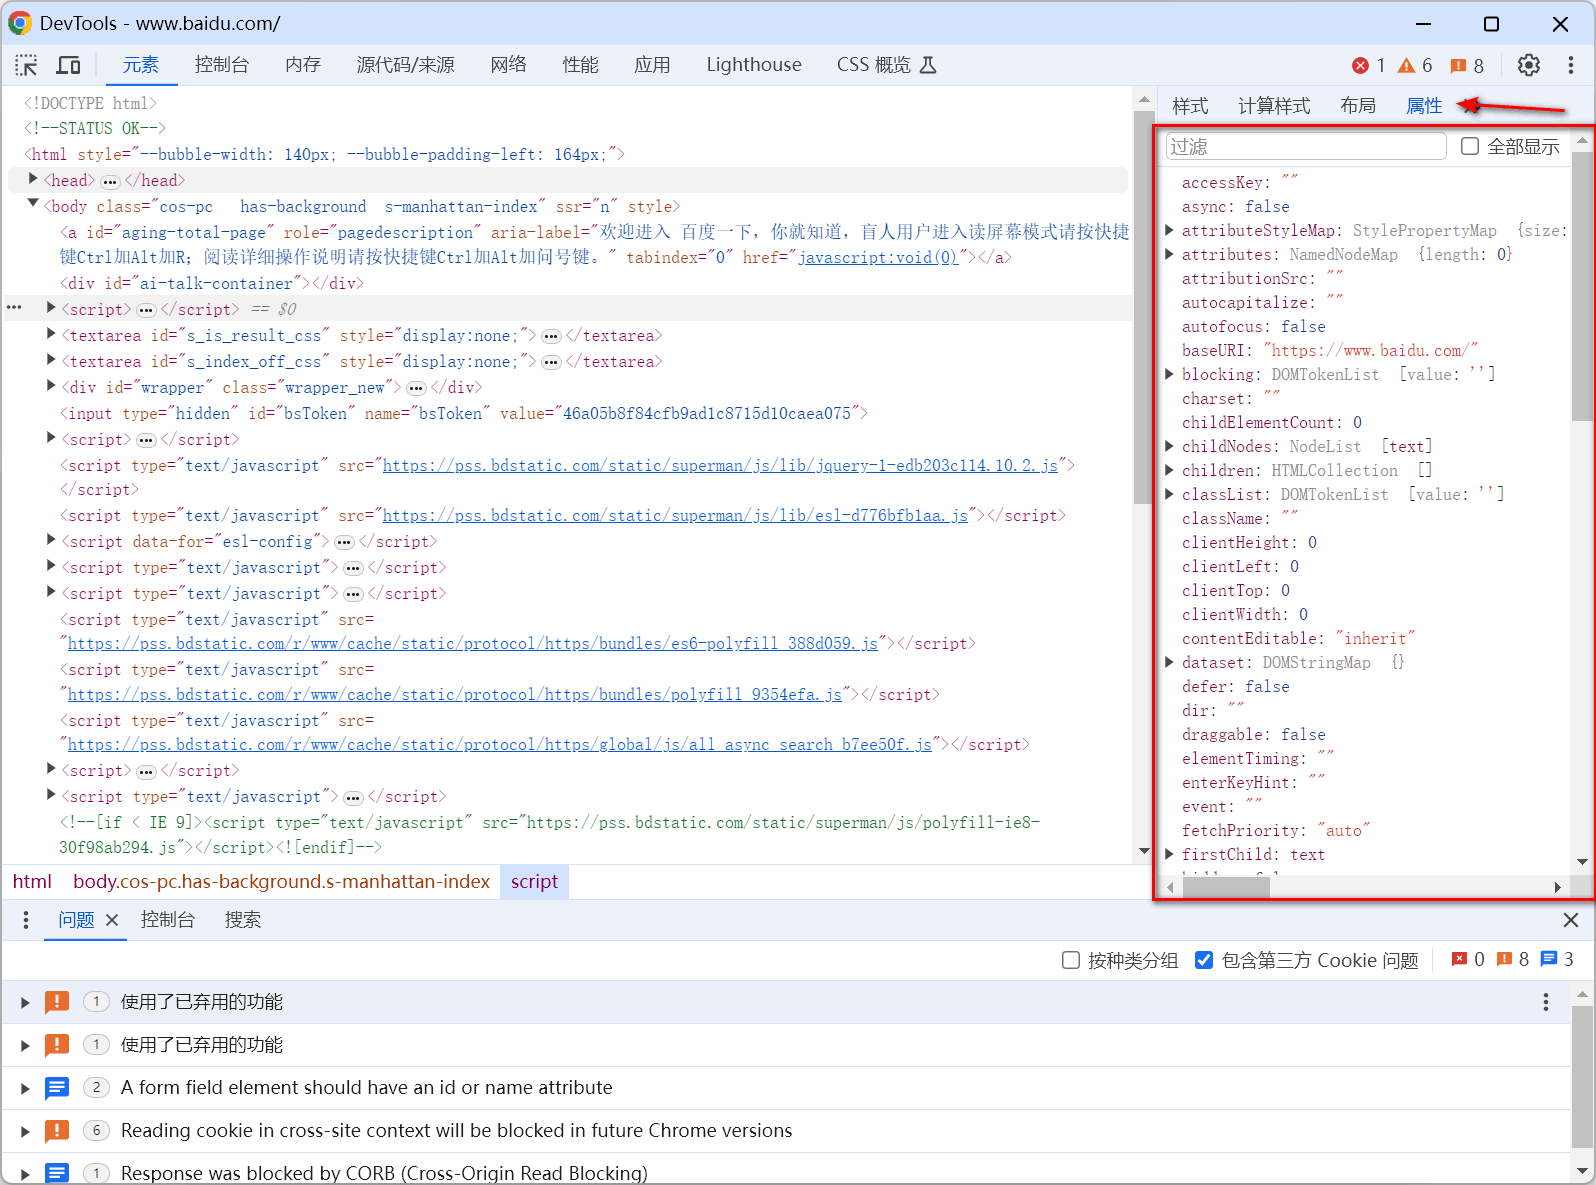 DevTools - www.baidu.com/
元素 控制台 内存 源代码/来源 网络 性能 应用 Lighthouse CSS 概览 1 6 8
<!DOCTYPE html>
<!--STATUS OK-->
<html style="--bubble-width: 140px; --bubble-padding-left: 164px;">
<head> ••• </head>
<body class="cos-pc has-background s-manhattan-index" ssr="n" style>
<a id="aging-total-page" role="pagedescription" aria-label="欢迎进入 百度一下，你就知道，盲人用户进入读屏幕模式请按快捷
键Ctrl加Alt加R；阅读详细操作说明请按快捷键Ctrl加Alt加问号键。" tabindex="0" href="javascript:void(0)"></a>
<div id="ai-talk-container"></div>
••• <script> ••• </script> == $0
<textarea id="s_is_result_css" style="display:none;"> ••• </textarea>
<textarea id="s_index_off_css" style="display:none;"> ••• </textarea>
<div id="wrapper" class="wrapper_new"> ••• </div>
<input type="hidden" id="bsToken" name="bsToken" value="46a05b8f84cfb9ad1c8715d10caea075">
<script> ••• </script>
<script type="text/javascript" src="https://pss.bdstatic.com/static/superman/js/lib/jquery-1-edb203c114.10.2.js">
</script>
<script type="text/javascript" src="https://pss.bdstatic.com/static/superman/js/lib/esl-d776bfb1aa.js"></script>
<script data-for="esl-config"> ••• </script>
<script type="text/javascript"> ••• </script>
<script type="text/javascript"> ••• </script>
<script type="text/javascript" src=
"https://pss.bdstatic.com/r/www/cache/static/protocol/https/bundles/es6-polyfill_388d059.js"></script>
<script type="text/javascript" src=
"https://pss.bdstatic.com/r/www/cache/static/protocol/https/bundles/polyfill_9354efa.js"></script>
<script type="text/javascript" src=
"https://pss.bdstatic.com/r/www/cache/static/protocol/https/global/js/all_async_search_b7ee50f.js"></script>
<script> ••• </script>
<script type="text/javascript"> ••• </script>
<!--[if < IE 9]><script type="text/javascript" src="https://pss.bdstatic.com/static/superman/js/polyfill-ie8-
30f98ab294.js"></script><![endif]-->
html body.cos-pc.has-background.s-manhattan-index script
样式 计算样式 布局 属性
过滤 全部显示
accessKey: ""
async: false
attributeStyleMap: StylePropertyMap {size:
attributes: NamedNodeMap {length: 0}
attributionSrc: ""
autocapitalize: ""
autofocus: false
baseURI: "https://www.baidu.com/"
blocking: DOMTokenList [value: '']
charset: ""
childElementCount: 0
childNodes: NodeList [text]
children: HTMLCollection []
classList: DOMTokenList [value: '']
className: ""
clientHeight: 0
clientLeft: 0
clientTop: 0
clientWidth: 0
contentEditable: "inherit"
dataset: DOMStringMap {}
defer: false
dir: ""
draggable: false
elementTiming: ""
enterKeyHint: ""
event: ""
fetchPriority: "auto"
firstChild: text
问题 控制台 搜索
按种类分组 包含第三方 Cookie 问题 0 8 3
1 使用了已弃用的功能
1 使用了已弃用的功能
2 A form field element should have an id or name attribute
6 Reading cookie in cross-site context will be blocked in future Chrome versions
1 Response was blocked by CORB (Cross-Origin Read Blocking)